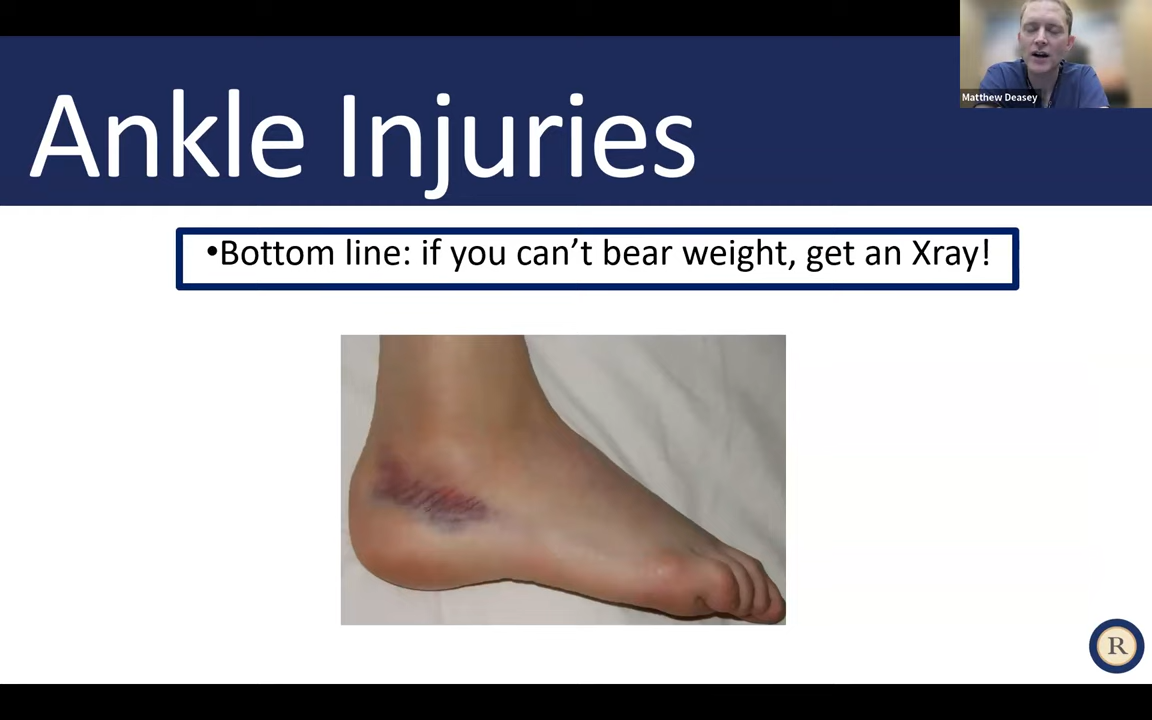 Matthew Deasey
Ankle Injuries
•Bottom line: if you can’t bear weight, get an Xray!
R